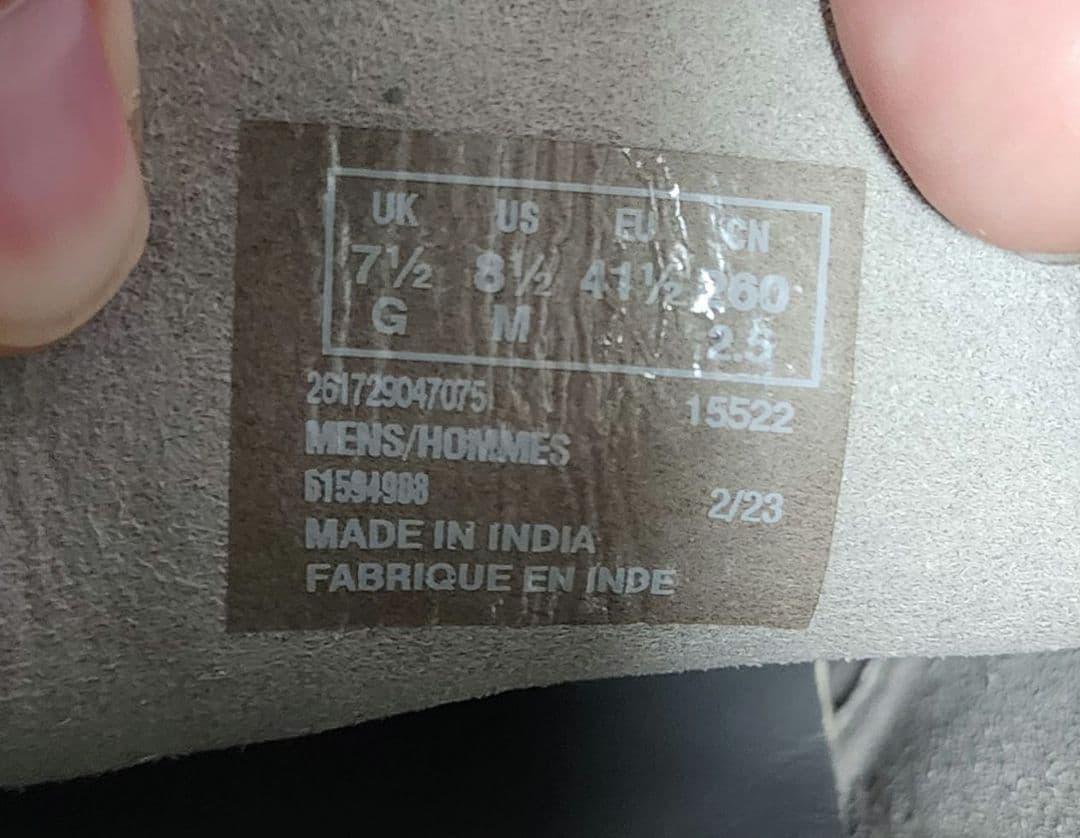 UK US EU CN
7½ 8½ 41½ 260
G M 2.5
261729047075 15522
MENS/HOMMES
61594988 2/23
MADE IN INDIA
FABRIQUE EN INDE